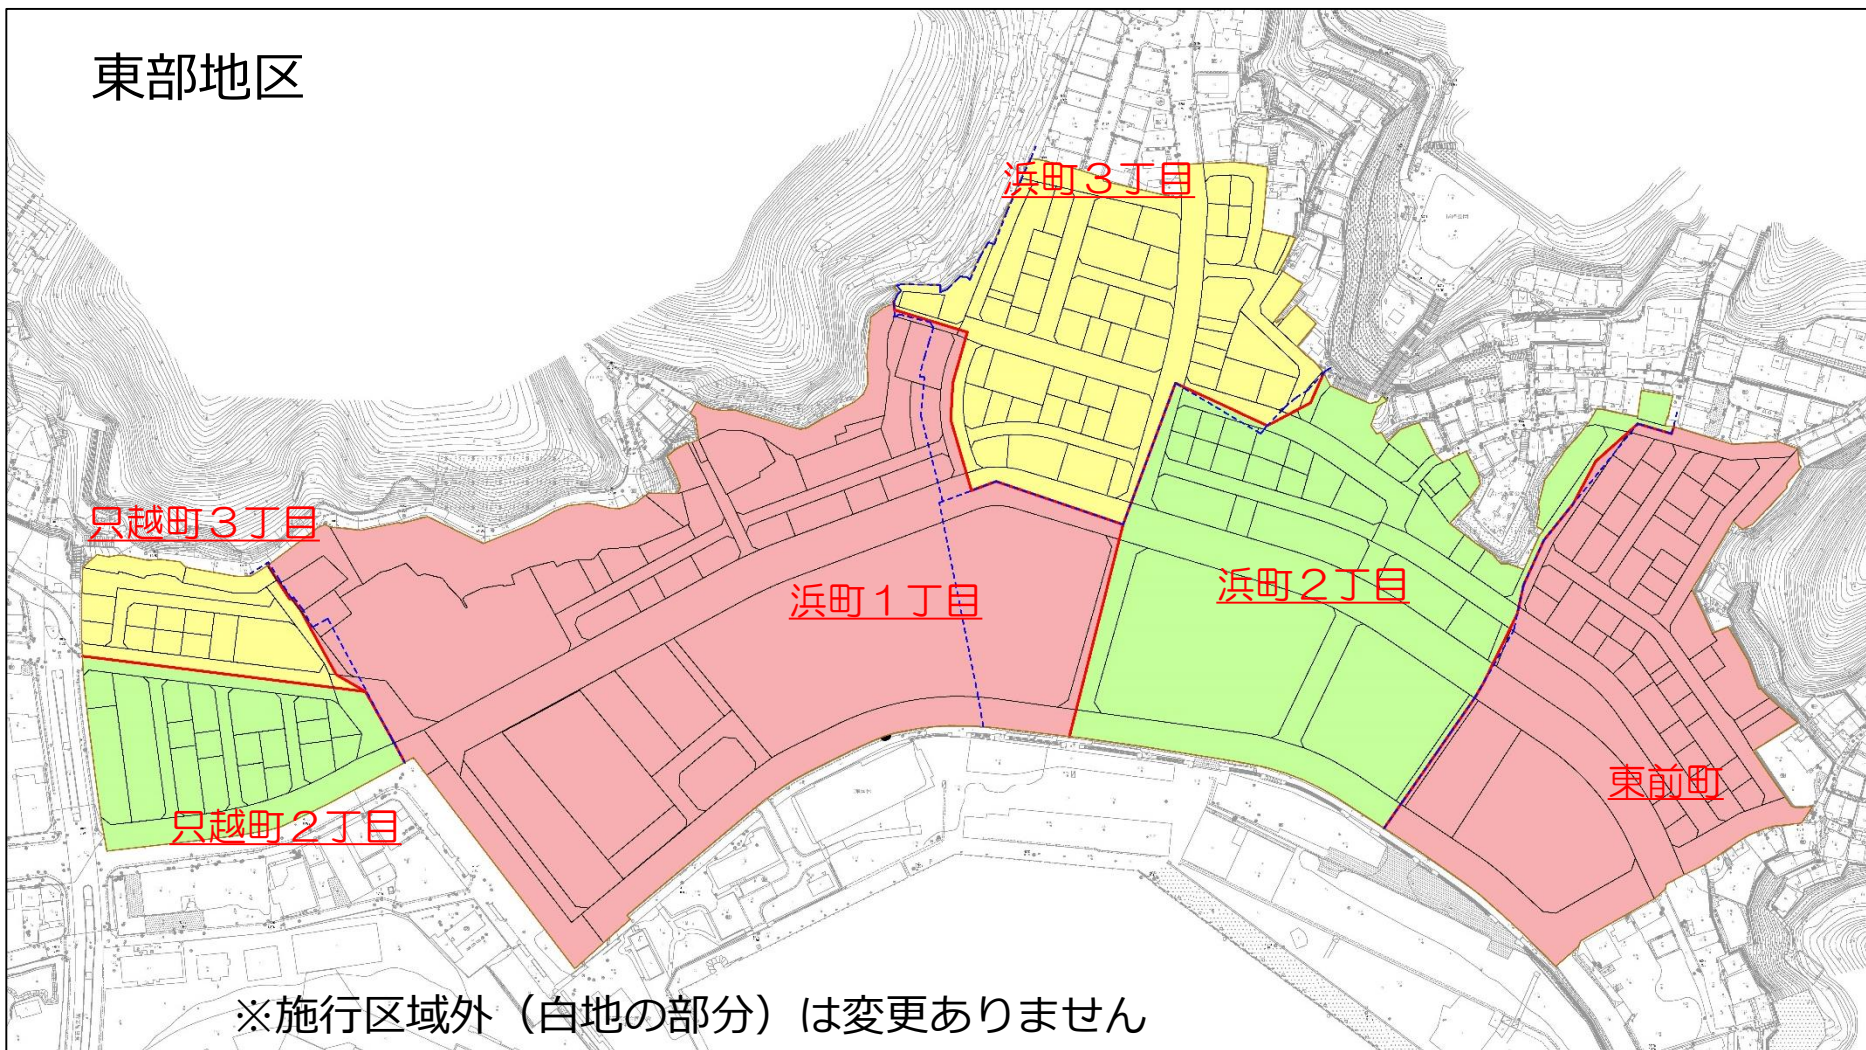 東部地区
浜町３丁目
只越町３丁目
浜町１丁目
浜町２丁目
東前町
只越町２丁目
※施行区域外（白地の部分）は変更ありません